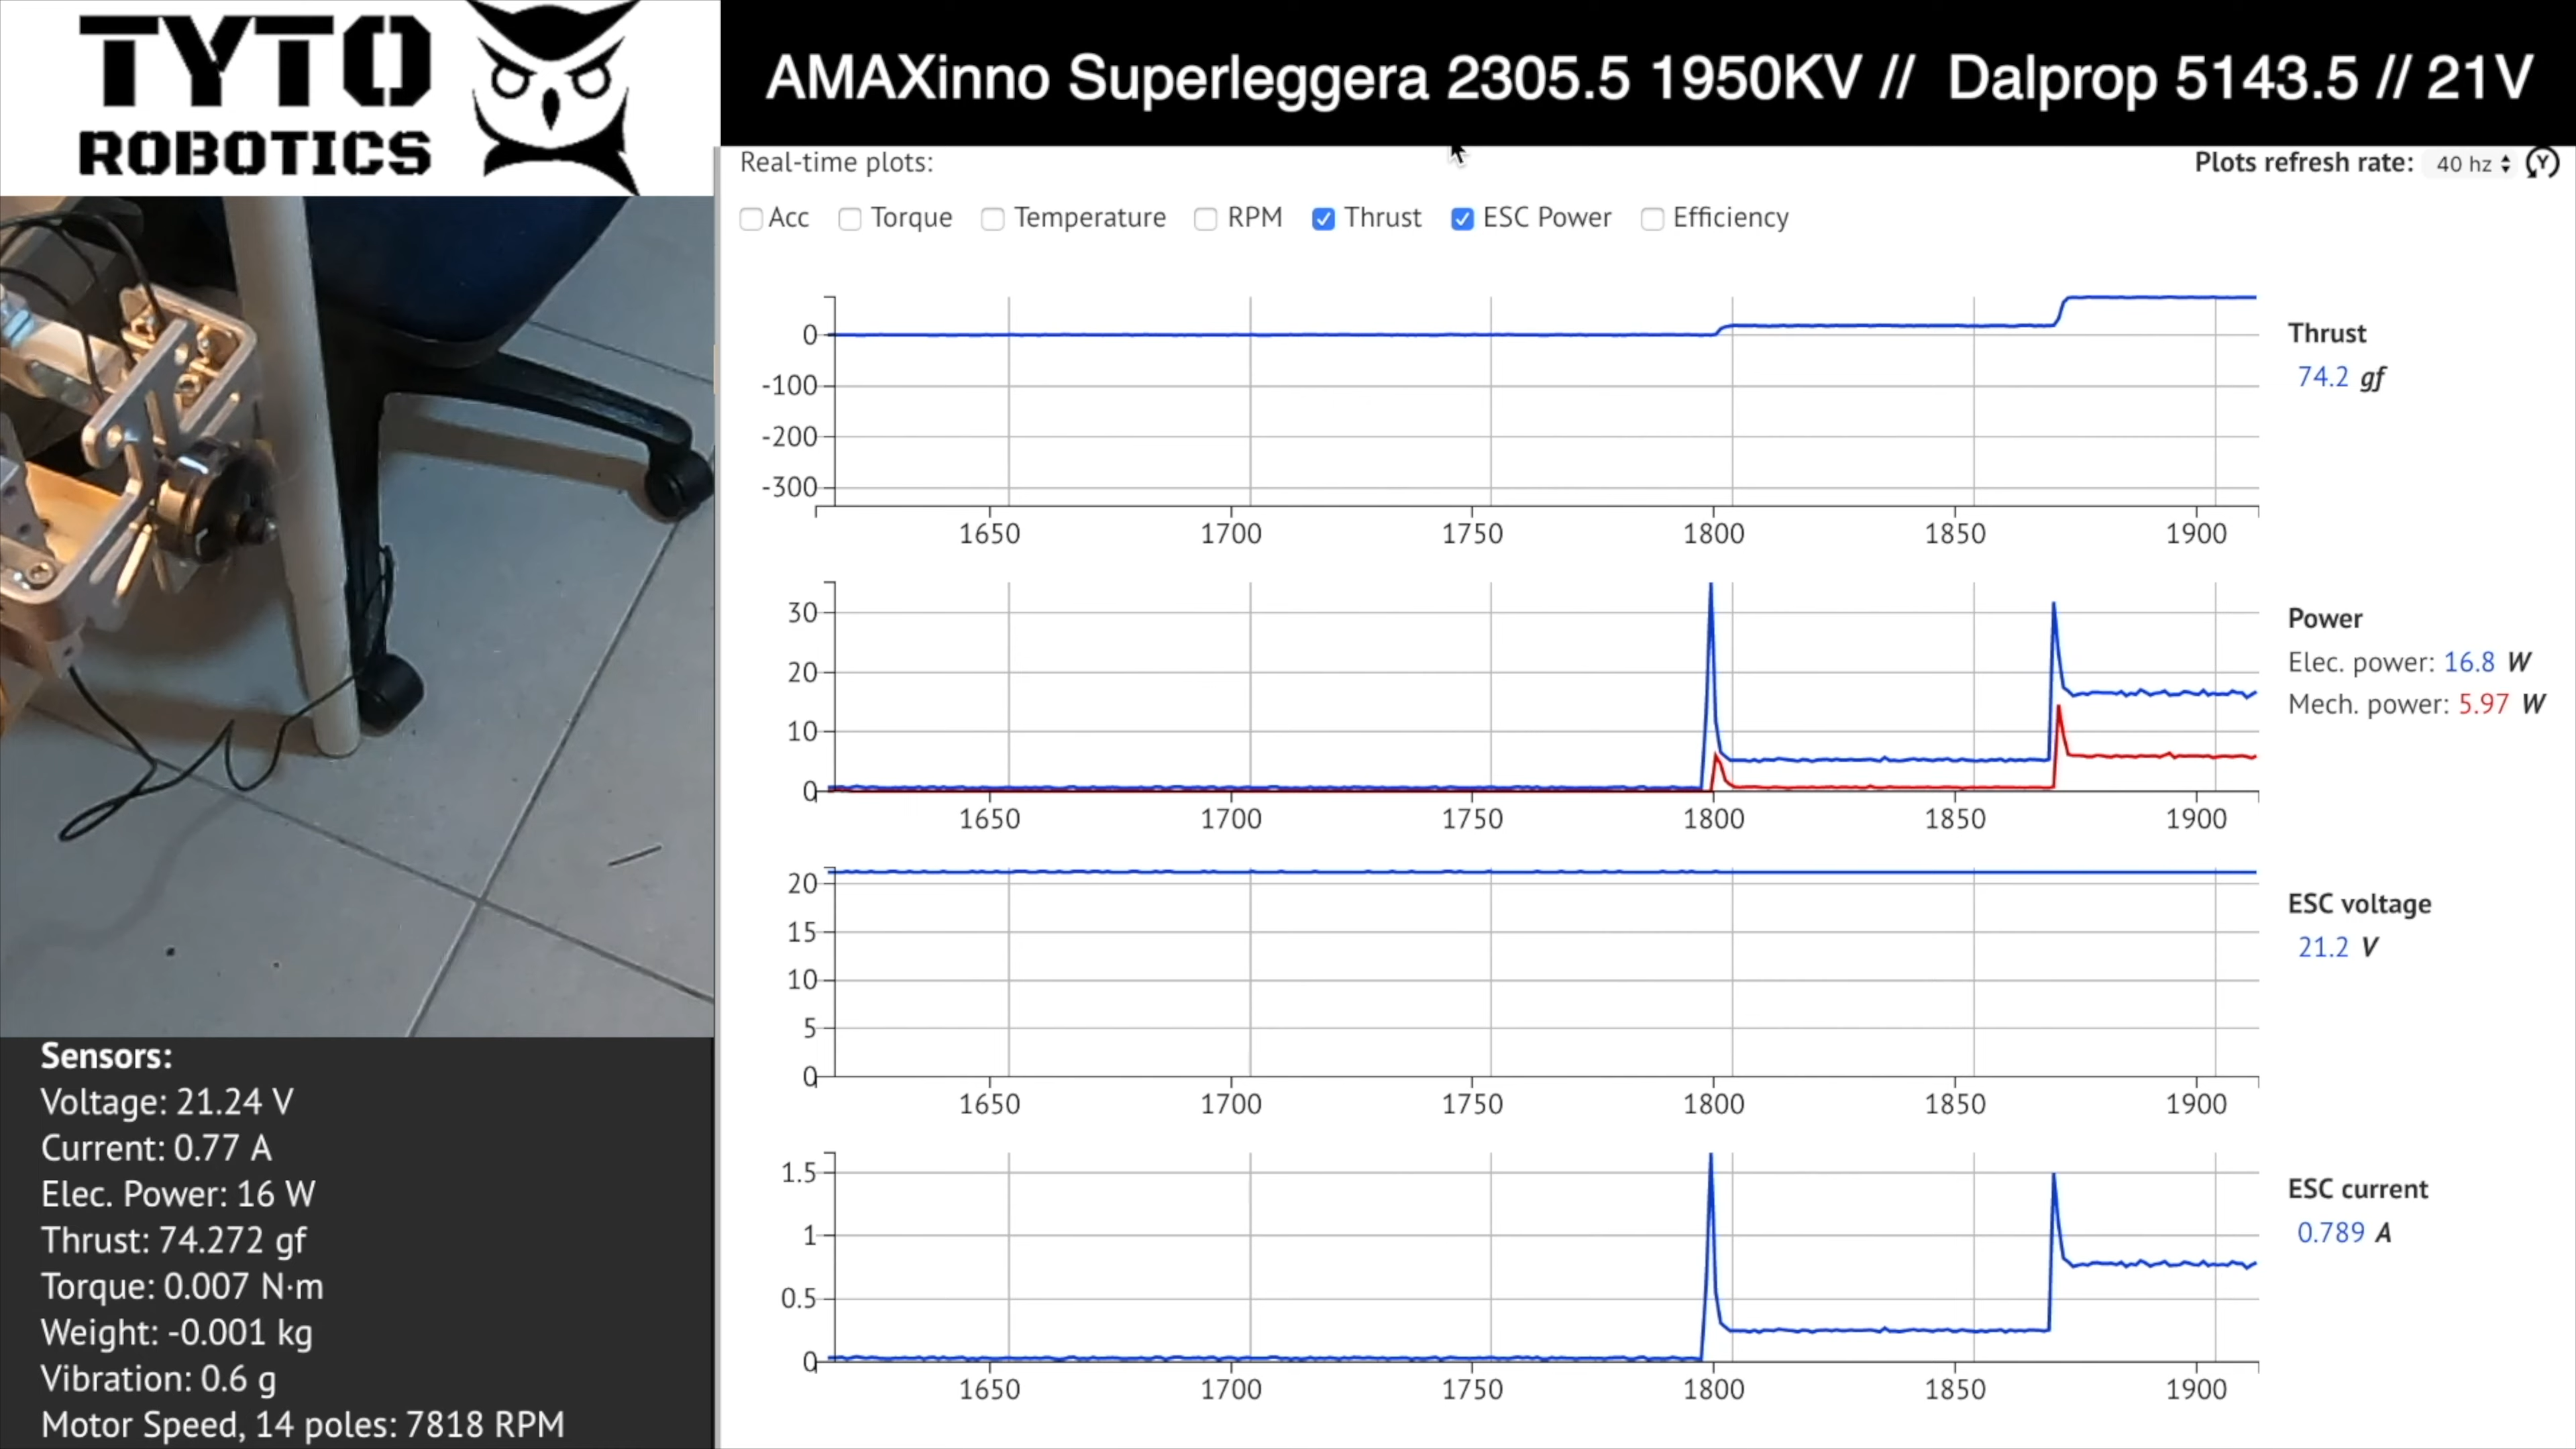 TYTO
ROBOTICS
AMAXinno Superleggera 2305.5 1950KV // Dalprop 5143.5 // 21V
Real-time plots:
Plots refresh rate: 40 hz
Y
Acc Torque Temperature RPM Thrust ESC Power Efficiency
0
-100
-200
-300
1650 1700 1750 1800 1850 1900
Thrust
74.2 gf
30
20
10
0
1650 1700 1750 1800 1850 1900
Power
Elec. power: 16.8 W
Mech. power: 5.97 W
20
15
10
5
0
1650 1700 1750 1800 1850 1900
ESC voltage
21.2 V
1.5
1
0.5
0
1650 1700 1750 1800 1850 1900
ESC current
0.789 A
Sensors:
Voltage: 21.24 V
Current: 0.77 A
Elec. Power: 16 W
Thrust: 74.272 gf
Torque: 0.007 N·m
Weight: -0.001 kg
Vibration: 0.6 g
Motor Speed, 14 poles: 7818 RPM